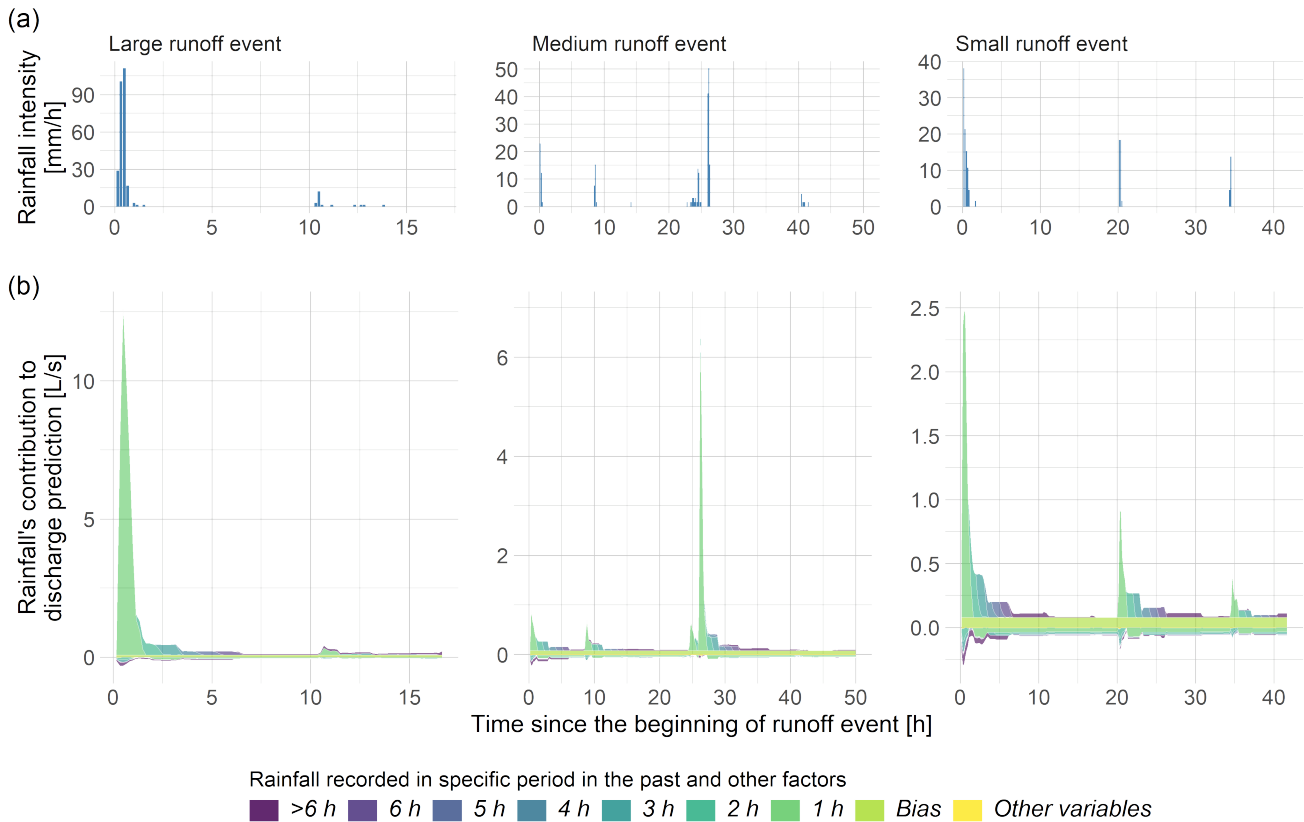 (a)
Large runoff event
Medium runoff event
Small runoff event
Rainfall intensity
[mm/h]
90
60
30
0
0 5 10 15
50
40
30
20
10
0
0 10 20 30 40 50
40
30
20
10
0
0 10 20 30 40
(b)
Rainfall's contribution to
discharge prediction [L/s]
10
5
0
0 5 10 15
6
4
2
0
0 10 20 30 40 50
2.5
2.0
1.5
1.0
0.5
0.0
0 10 20 30 40
Time since the beginning of runoff event [h]
Rainfall recorded in specific period in the past and other factors
>6 h 6 h 5 h 4 h 3 h 2 h 1 h Bias Other variables